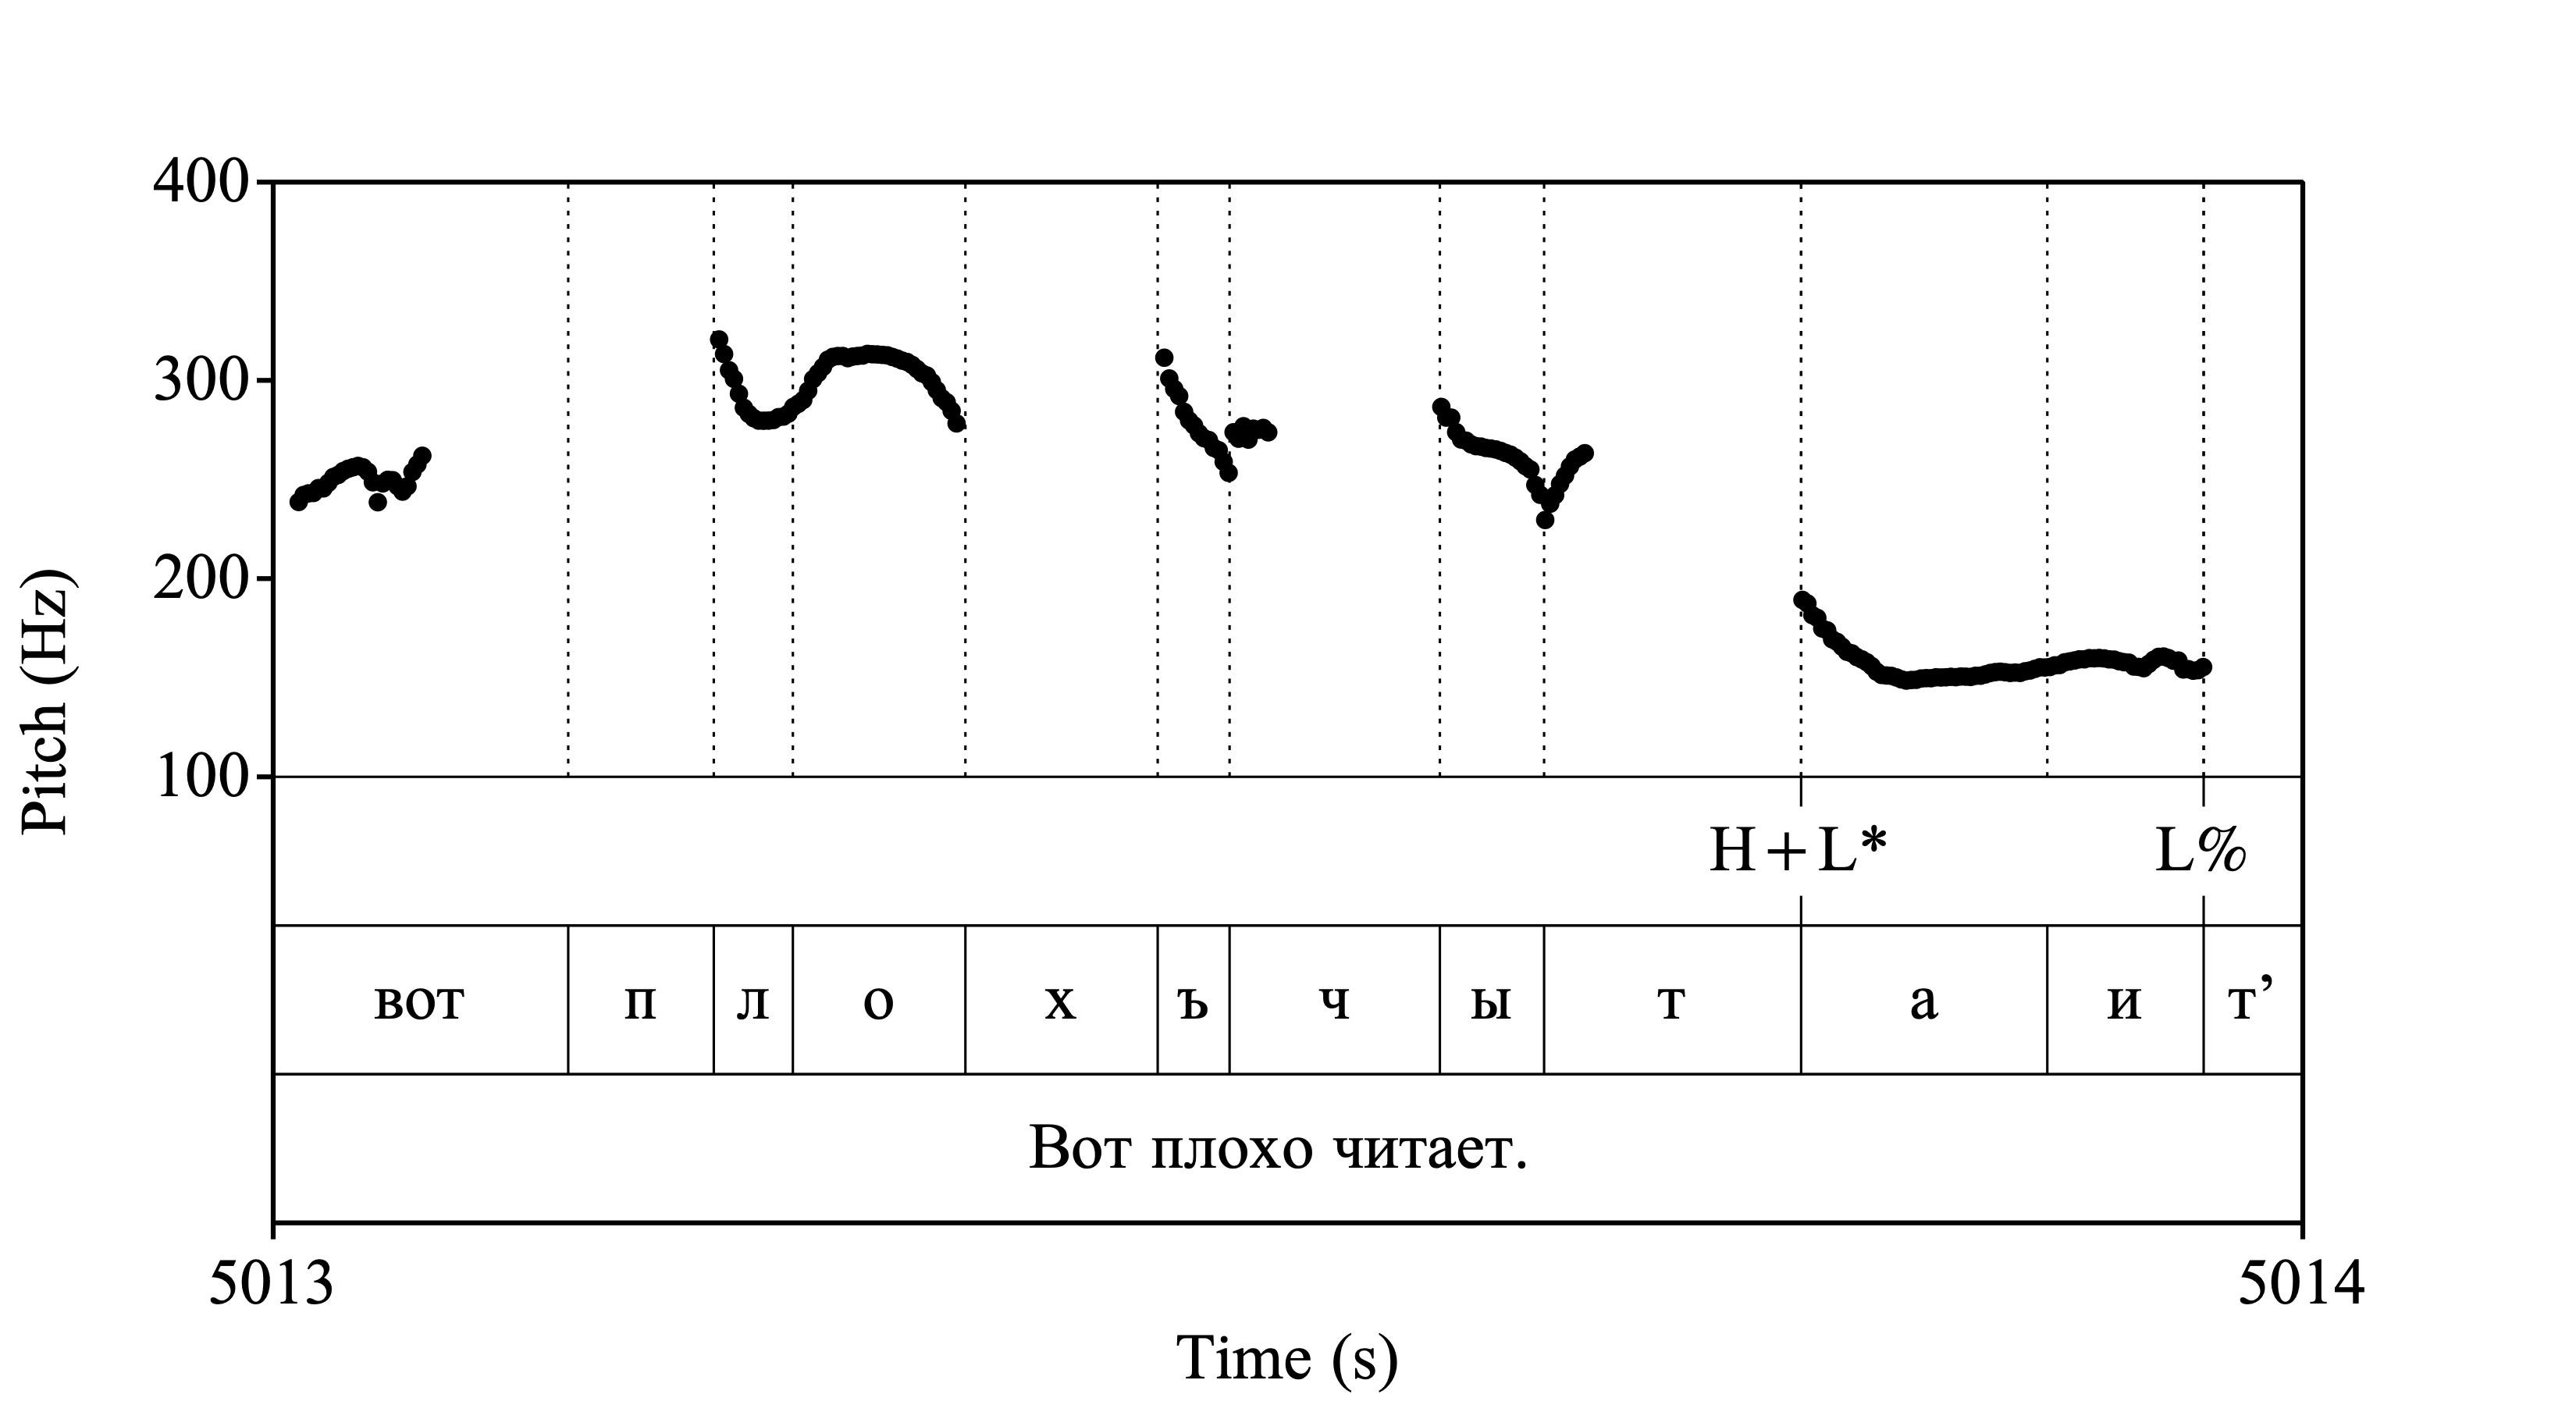 400
300
200
100
Pitch (Hz)
H+L* L%
вот п л о х ъ ч ы т а и т’
Вот плохо читает.
5013 5014
Time (s)